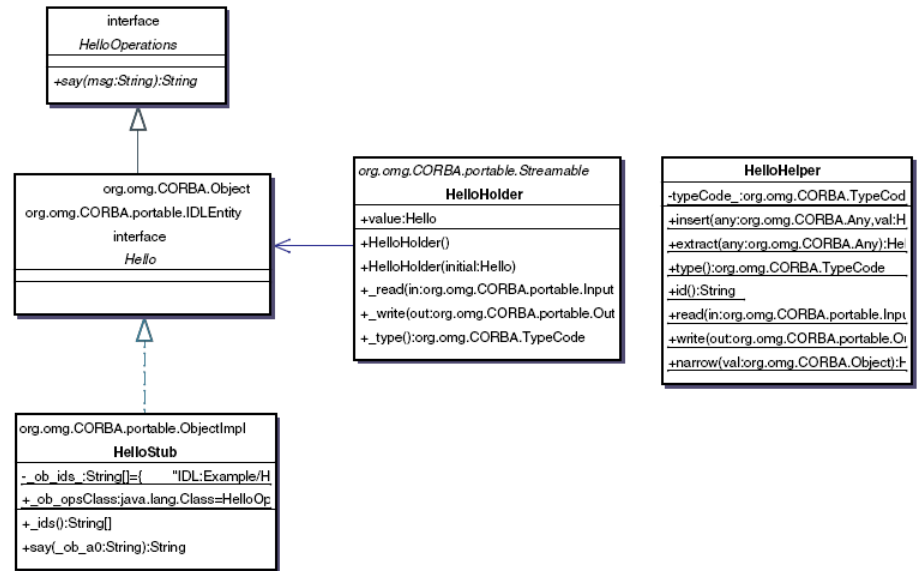 interface
HelloOperations
+say(msg:String):String
org.omg.CORBA.Object
org.omg.CORBA.portable.IDLEntity
interface
Hello
org.omg.CORBA.portable.Streamable
HelloHolder
+value:Hello
+HelloHolder()
+HelloHolder(initial:Hello)
+_read(in:org.omg.CORBA.portable.Input
+_write(out:org.omg.CORBA.portable.Out
+_type():org.omg.CORBA.TypeCode
HelloHelper
-typeCode_:org.omg.CORBA.TypeCod
+insert(any:org.omg.CORBA.Any,val:H
+extract(any:org.omg.CORBA.Any):Hel
+type():org.omg.CORBA.TypeCode
+id():String
+read(in:org.omg.CORBA.portable.Inpu
+write(out:org.omg.CORBA.portable.Ou
+narrow(val:org.omg.CORBA.Object):H
org.omg.CORBA.portable.ObjectImpl
HelloStub
-_ob_ids_:String[]={ "IDL:Example/H
+_ob_opsClass:java.lang.Class=HelloOp
+_ids():String[]
+say(_ob_a0:String):String